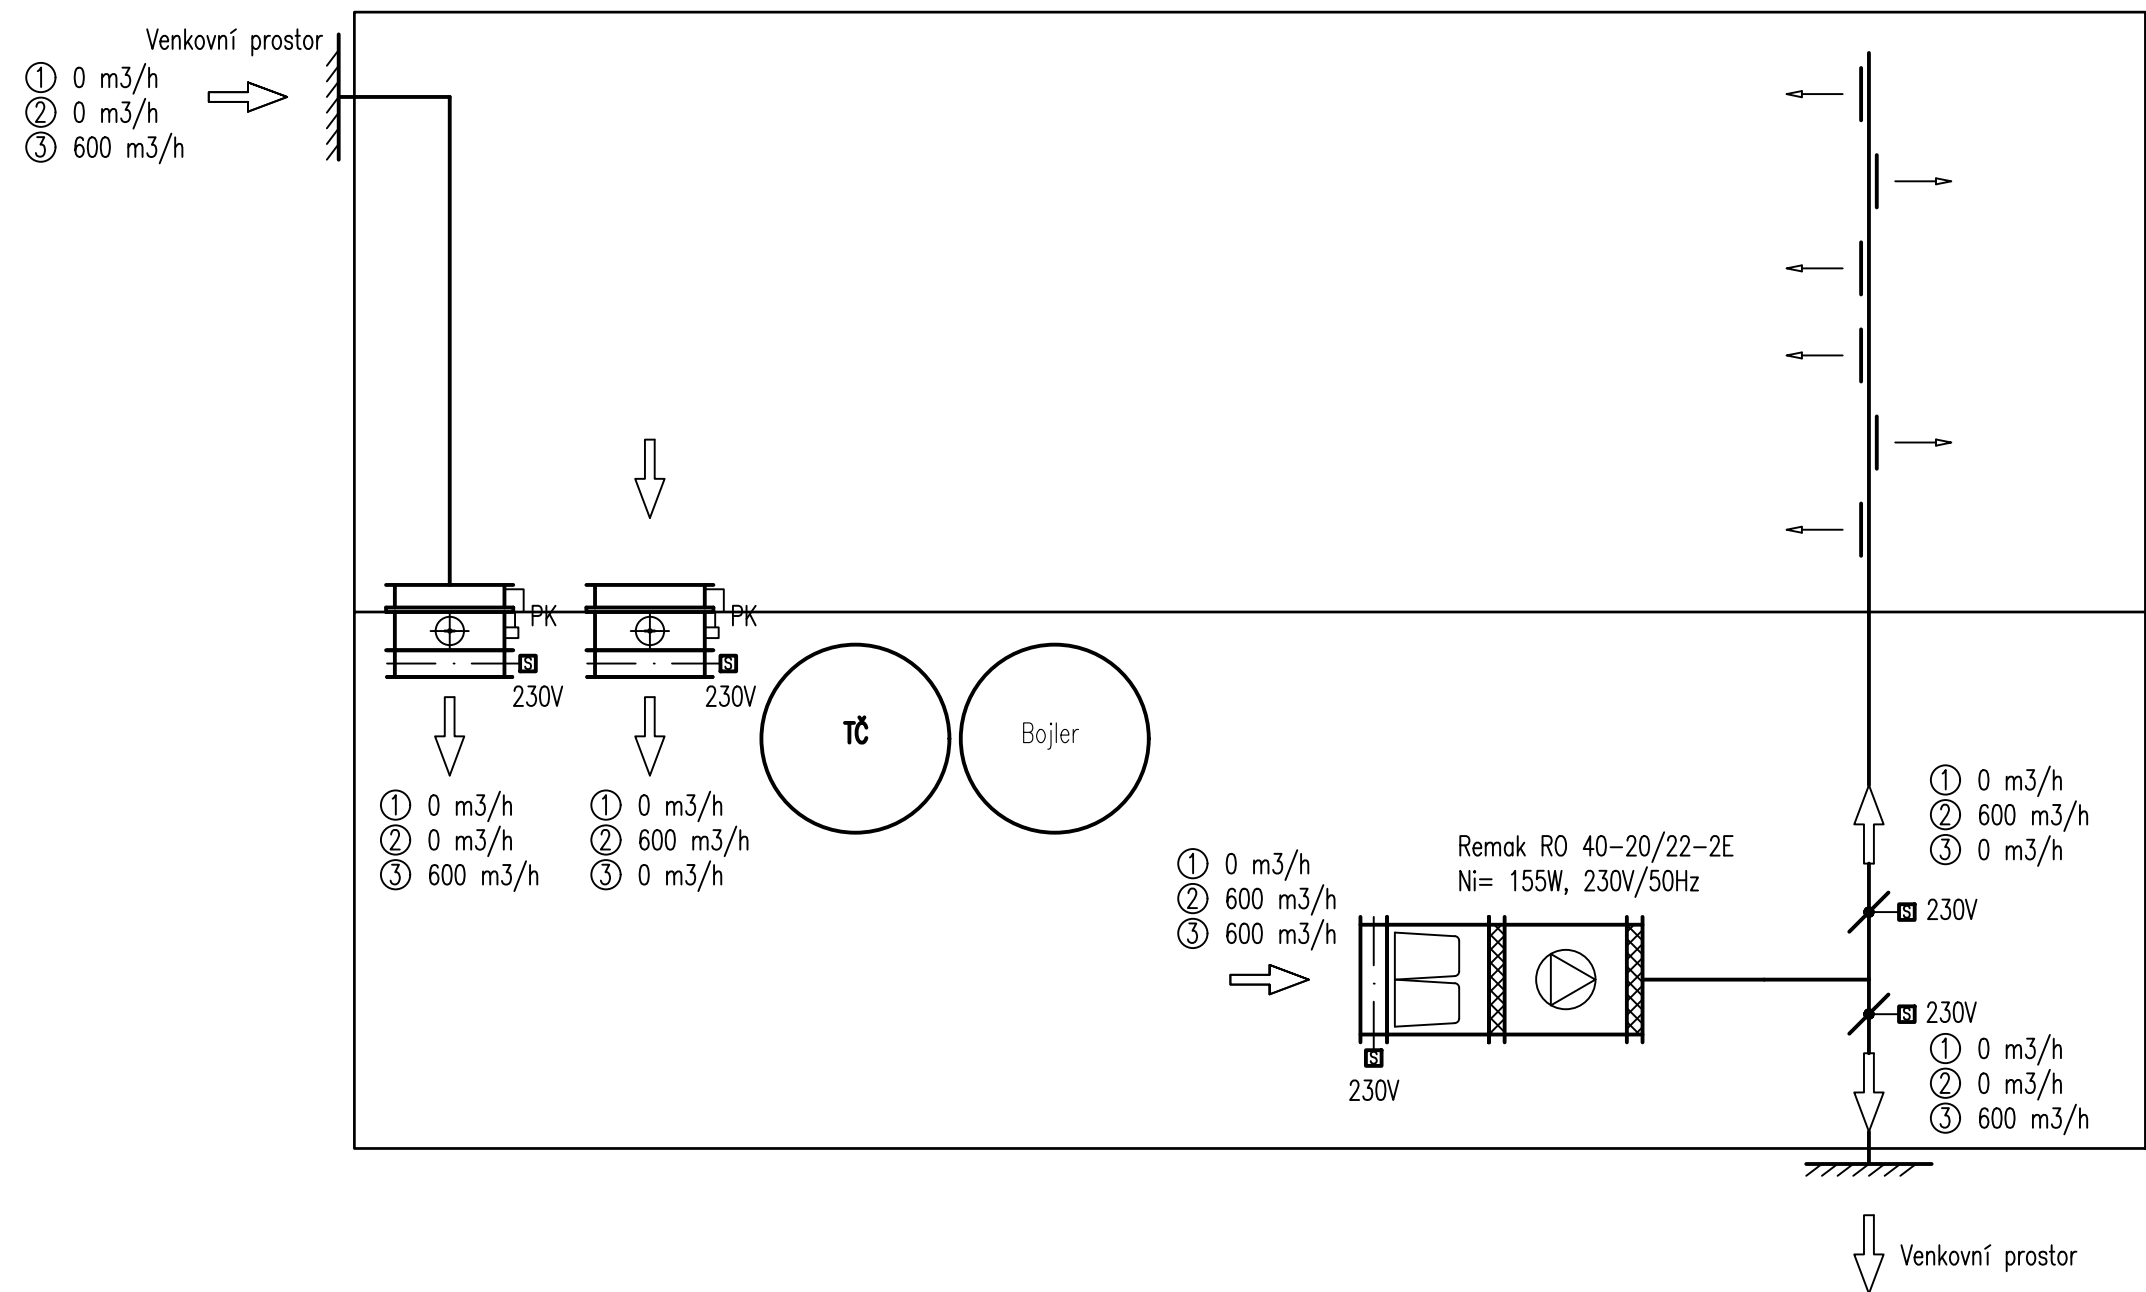 Venkovní prostor
① 0 m3/h
② 0 m3/h
③ 600 m3/h
PK
S
230V
PK
S
230V
① 0 m3/h
② 0 m3/h
③ 600 m3/h
① 0 m3/h
② 600 m3/h
③ 0 m3/h
TČ
Bojler
① 0 m3/h
② 600 m3/h
③ 600 m3/h
Remak RO 40-20/22-2E
Ni= 155W, 230V/50Hz
S
230V
① 0 m3/h
② 600 m3/h
③ 0 m3/h
S 230V
S 230V
① 0 m3/h
② 0 m3/h
③ 600 m3/h
Venkovní prostor